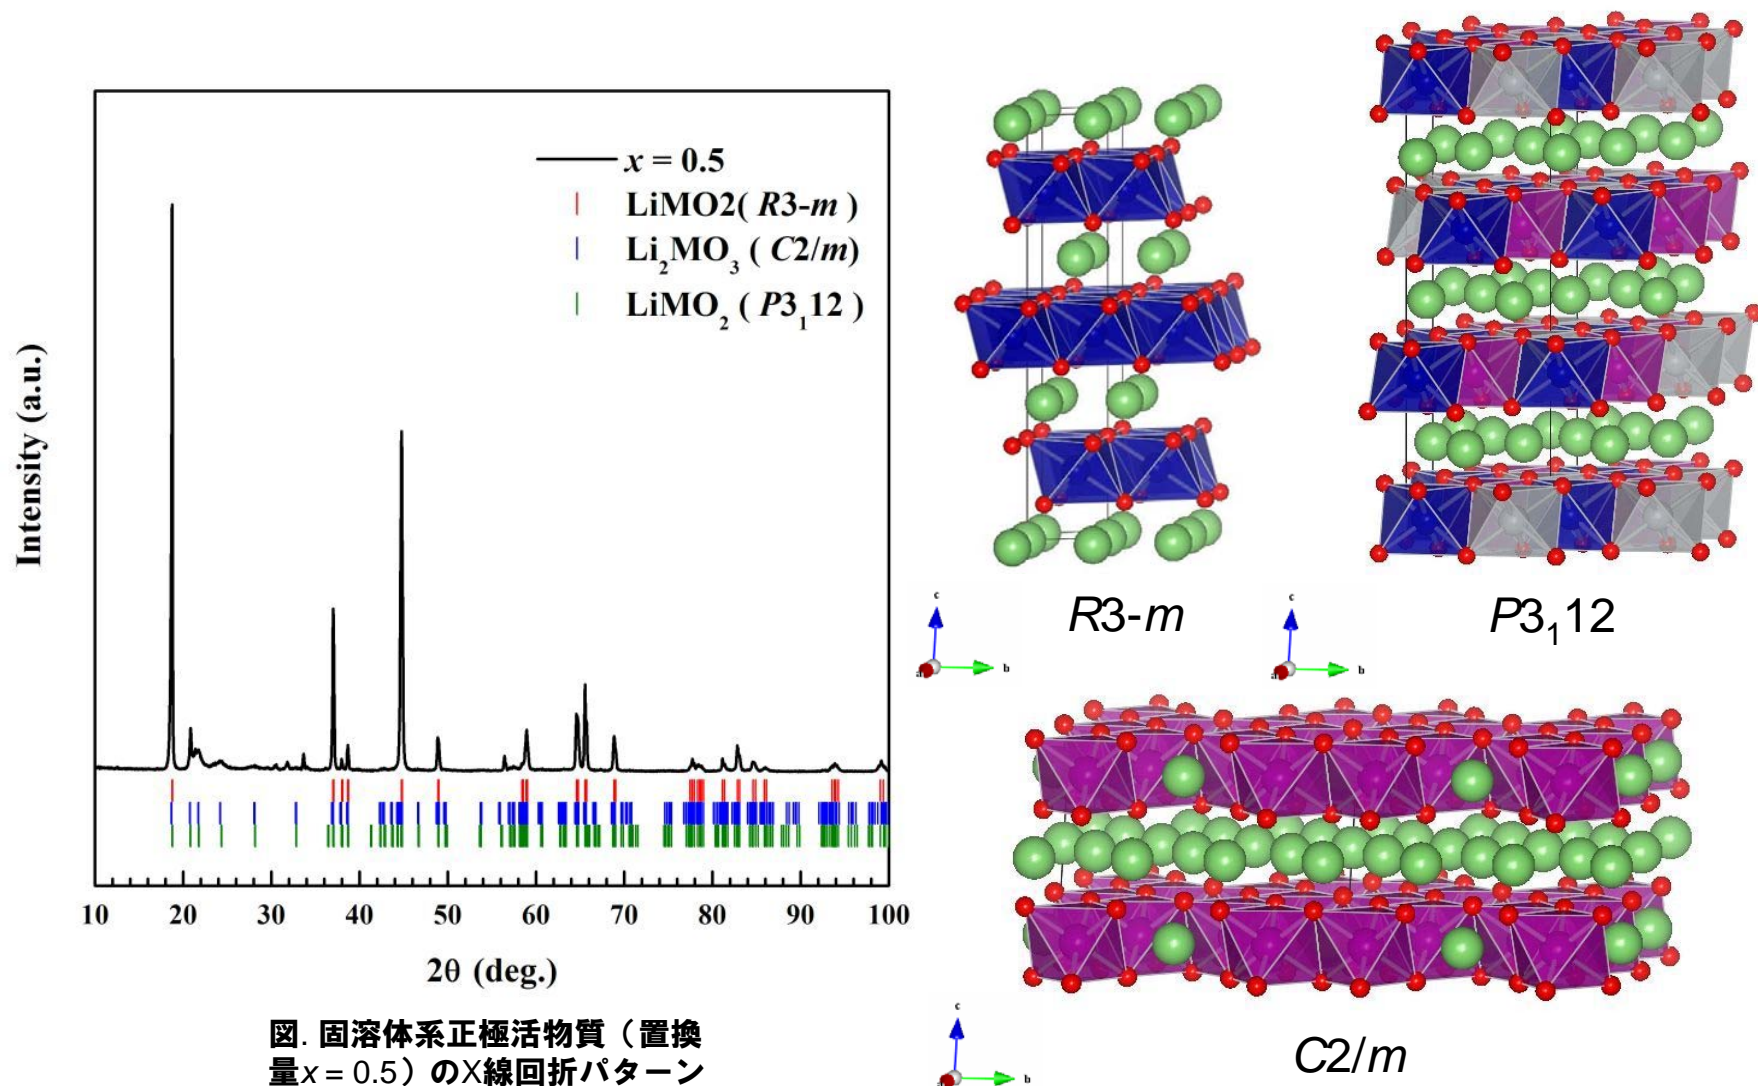 x = 0.5
LiMO2( R3-m )
Li₂MO₃ ( C2/m)
LiMO₂ ( P3₁12 )
Intensity (a.u.)
10 20 30 40 50 60 70 80 90 100
2θ (deg.)
図. 固溶体系正極活物質（置換
量x = 0.5）のX線回折パターン
c
a b
R3-m
c
a b
P3₁12
c
a b
C2/m